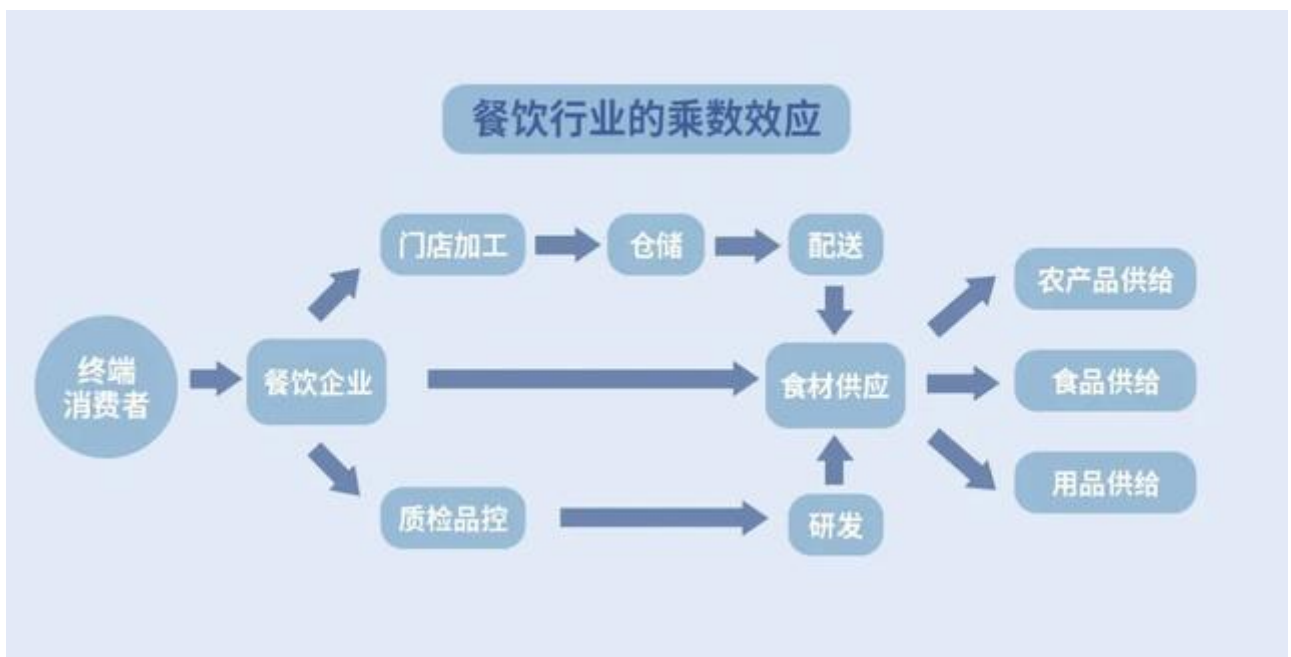 餐饮行业的乘数效应
门店加工
仓储
配送
农产品供给
终端
消费者
餐饮企业
食材供应
食品供给
用品供给
质检品控
研发